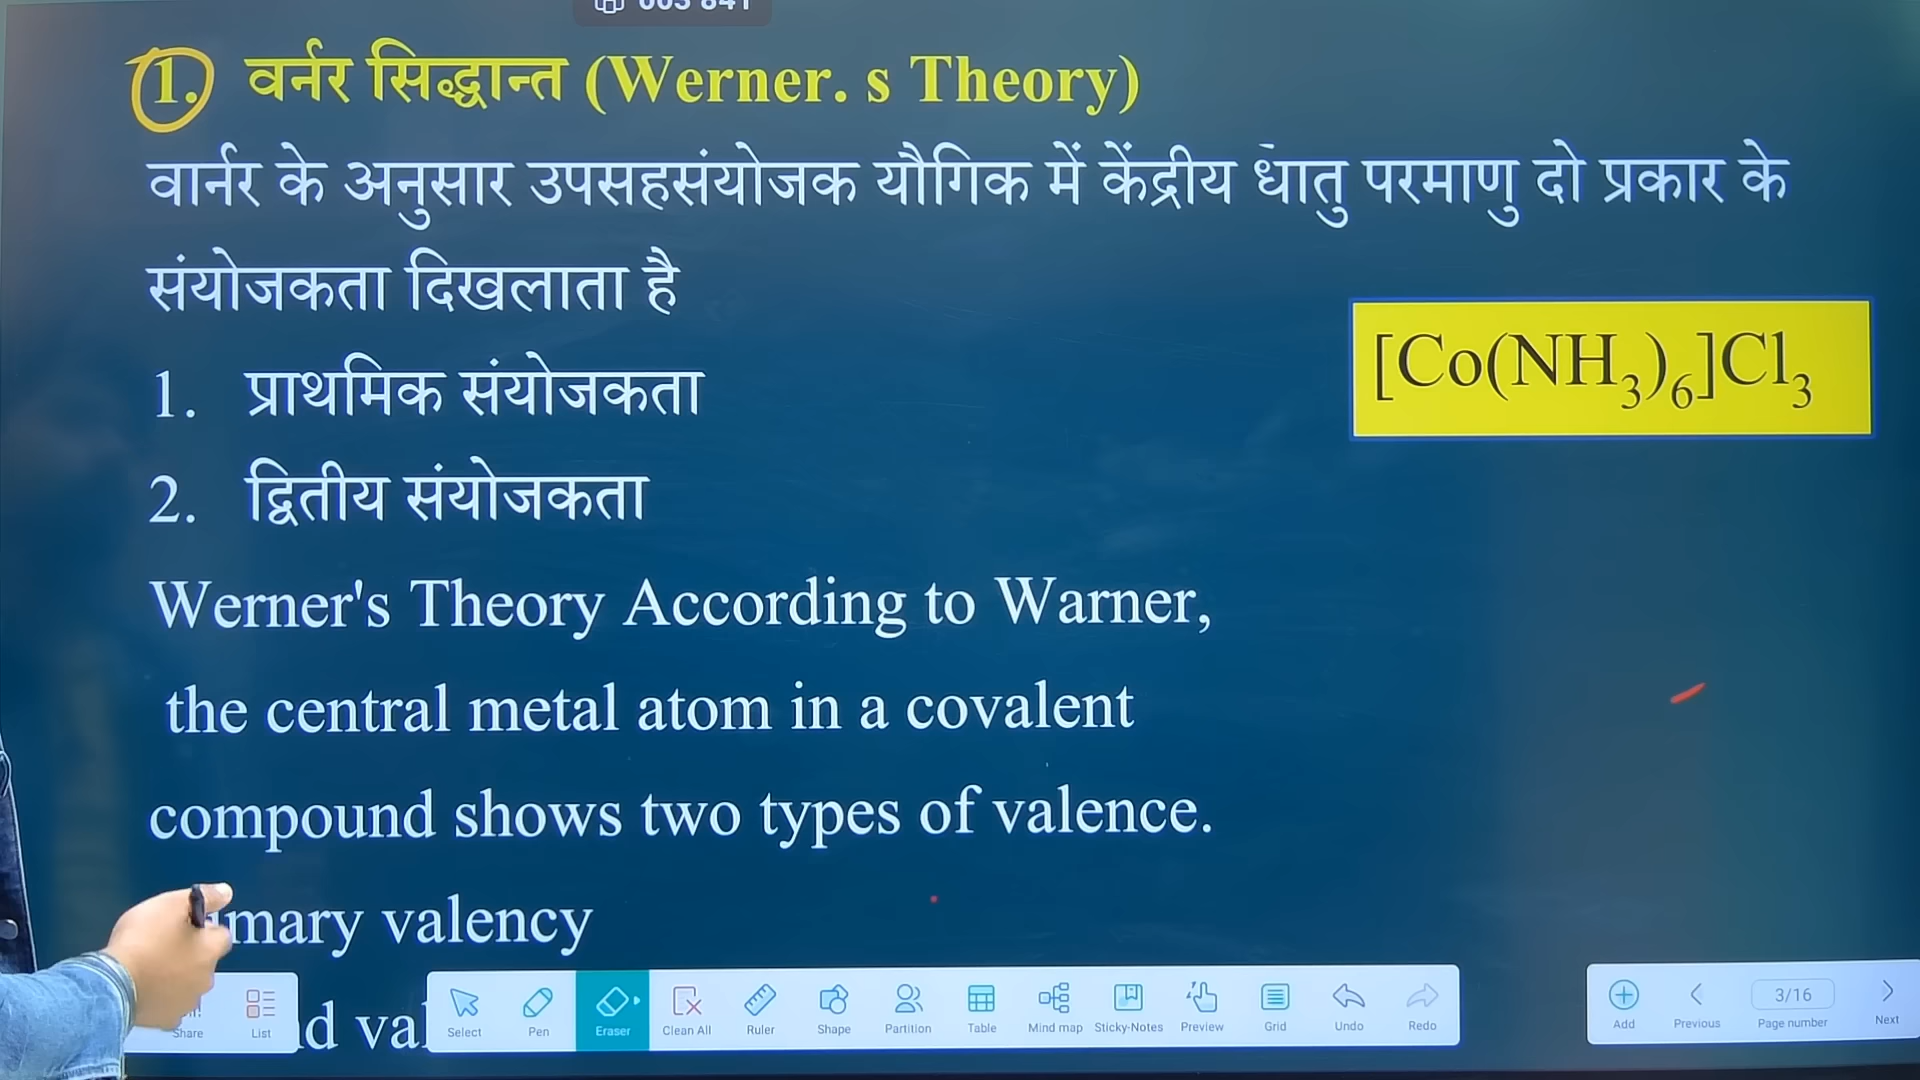 1. वर्नर सिद्धान्त (Werner. s Theory)
वार्नर के अनुसार उपसहसंयोजक यौगिक में केंद्रीय धातु परमाणु दो प्रकार के
संयोजकता दिखलाता है
[Co(NH₃)₆]Cl₃
1. प्राथमिक संयोजकता
2. द्वितीय संयोजकता
Werner's Theory According to Warner,
the central metal atom in a covalent
compound shows two types of valence.
valency
Share List Select Pen Eraser Clean All Ruler Shape Partition Table Mind map Sticky-Notes Preview Grid Undo Redo
Add Previous 3/16 Page number Next